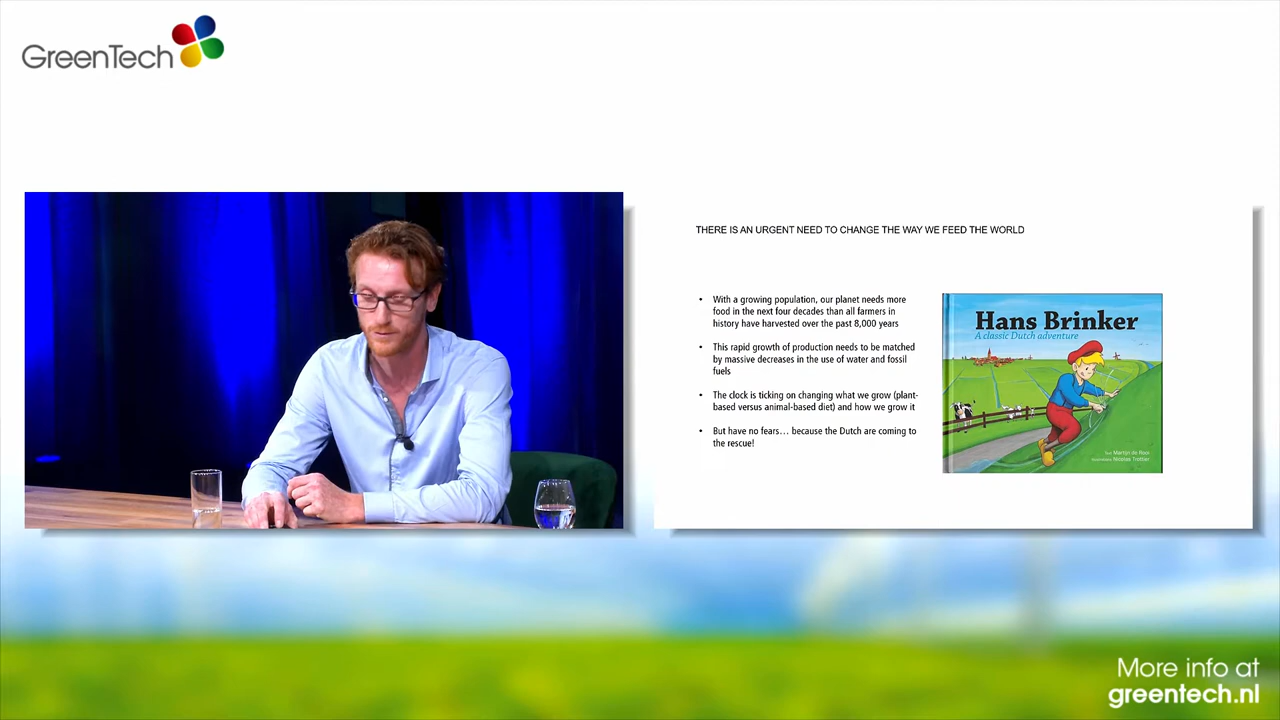 GreenTech
THERE IS AN URGENT NEED TO CHANGE THE WAY WE FEED THE WORLD
• With a growing population, our planet needs more
food in the next four decades than all farmers in
history have harvested over the past 8,000 years
• This rapid growth of production needs to be matched
by massive decreases in the use of water and fossil
fuels
• The clock is ticking on changing what we grow (plant-
based versus animal-based diet) and how we grow it
• But have no fears… because the Dutch are coming to
the rescue!
Hans Brinker
A classic Dutch adventure
Martijn de Rooi
Nicolas Trottier
More info at
greentech.nl